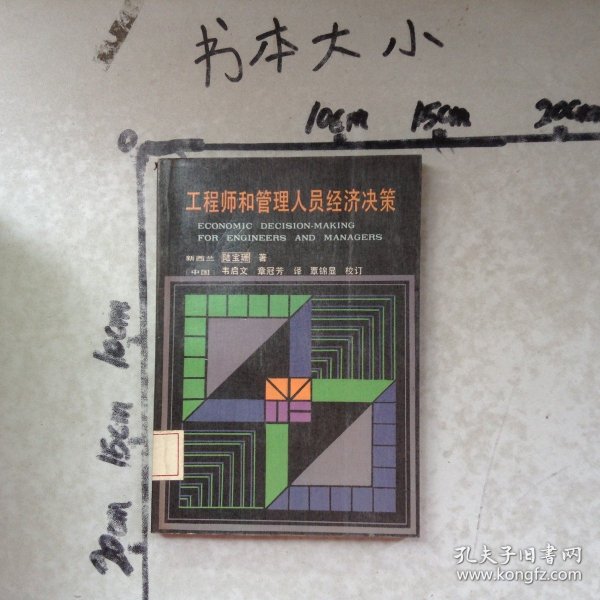 书本大小
10cm 15cm 20cm
0
工程师和管理人员经济决策
ECONOMIC DECISION-MAKING
FOR ENGINEERS AND MANAGERS
新西兰 陆宝珊 著
中国 韦启文 章冠芳 译 覃锦显 校订
10cm
15cm
20cm
孔夫子旧书网
www.kongfz.com